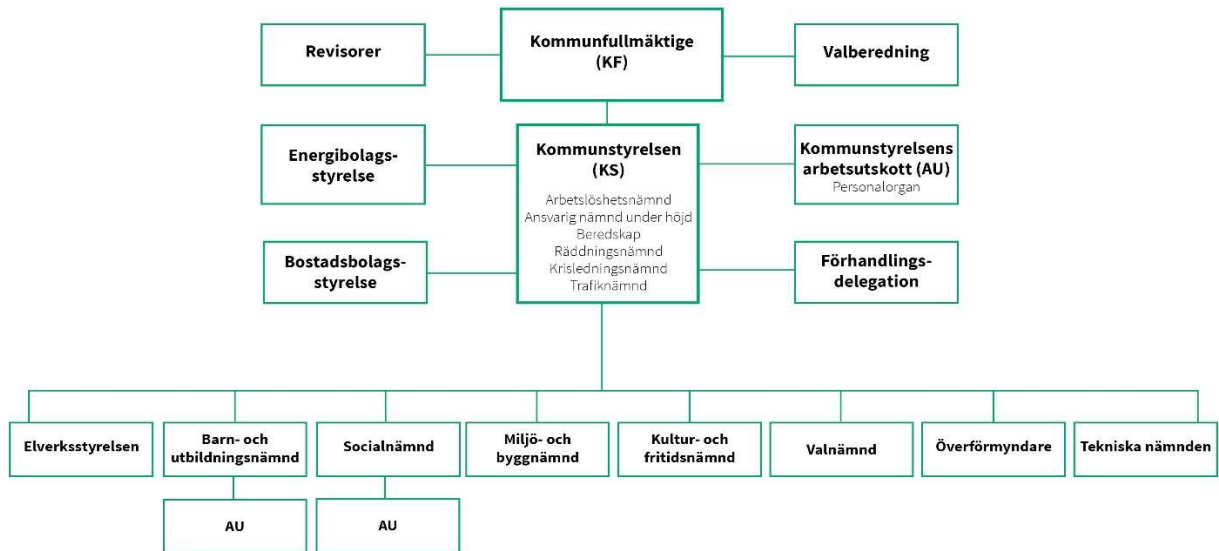 Revisorer
Kommunfullmäktige
(KF)
Valberedning
Energibolags-
styrelse
Kommunstyrelsen
(KS)
Arbetslöshetsnämnd
Ansvarig nämnd under höjd
Beredskap
Räddningsnämnd
Krisledningsnämnd
Trafiknämnd
Kommunstyrelsens
arbetsutskott (AU)
Personalorgan
Bostadsbolags-
styrelse
Förhandlings-
delegation
Elverksstyrelsen
Barn- och
utbildningsnämnd
Socialnämnd
Miljö- och
byggnämnd
Kultur- och
fritidsnämnd
Valnämnd
Överförmyndare
Tekniska nämnden
AU
AU